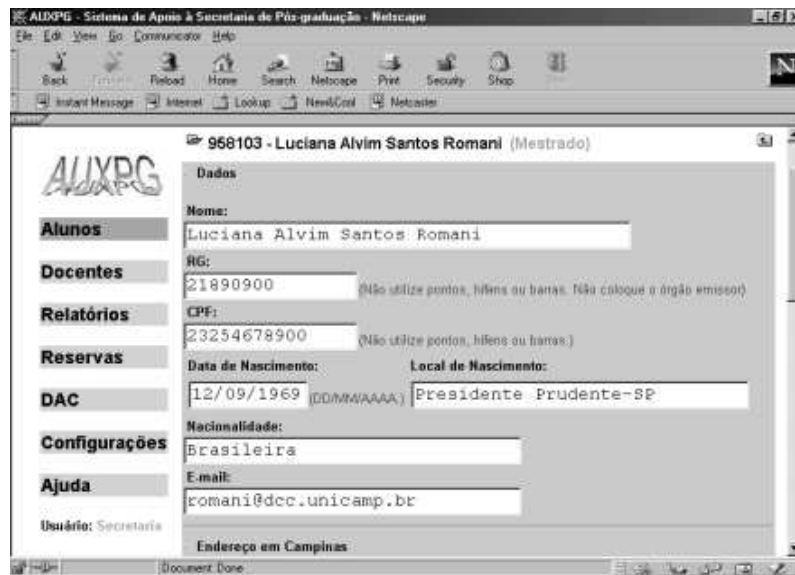 AUXPG - Sistema de Apoio à Secretaria de Pós-graduação - Netscape
File Edit View Go Communicator Help
Back Reload Home Search Netscape Print Security Shop
Instant Message Internet Lookup New&Cool Netcaster
958103 - Luciana Alvim Santos Romani (Mestrado)
AUXPG
Alunos
Docentes
Relatórios
Reservas
DAC
Configurações
Ajuda
Usuário: Secretaria
Dados
Nome:
Luciana Alvim Santos Romani
RG:
21890900 (Não utilize pontos, hífens ou barras. Não coloque o órgão emissor)
CPF:
23254678900 (Não utilize pontos, hífens ou barras.)
Data de Nascimento: Local de Nascimento:
12/09/1969 (DD/MM/AAAA) Presidente Prudente-SP
Nacionalidade:
Brasileira
E-mail:
romani@dcc.unicamp.br
Endereço em Campinas
Document: Done